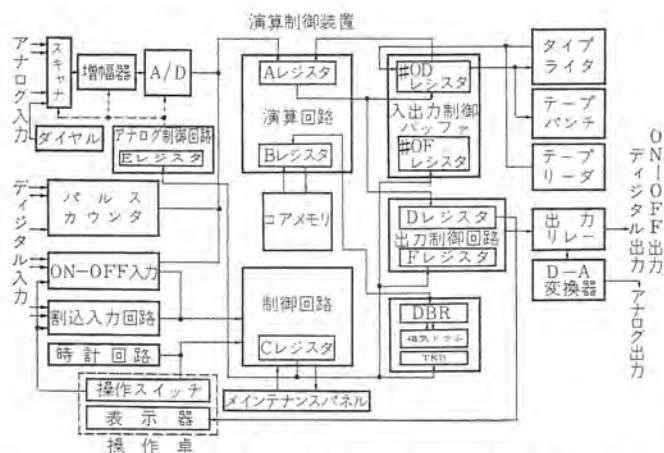 演算制御装置
アナログ入力
スキャナ
増幅器
A/D
ダイヤル
アナログ制御回路
Eレジスタ
ディジタル入力
パルス
カウンタ
ON-OFF入力
割込入力回路
時計回路
操作スイッチ
表示器
操作卓
Aレジスタ
演算回路
Bレジスタ
コアメモリ
制御回路
Cレジスタ
メインテナンスパネル
#OD
レジスタ
入出力制御
バッファ
#OF
レジスタ
Dレジスタ
出力制御回路
Fレジスタ
DBR
磁気ドラム
タイプ
ライタ
テープ
パンチ
テープ
リーダ
出力
リレー
D-A
変換器
ON-OFF出力
ディジタル出力
アナログ出力